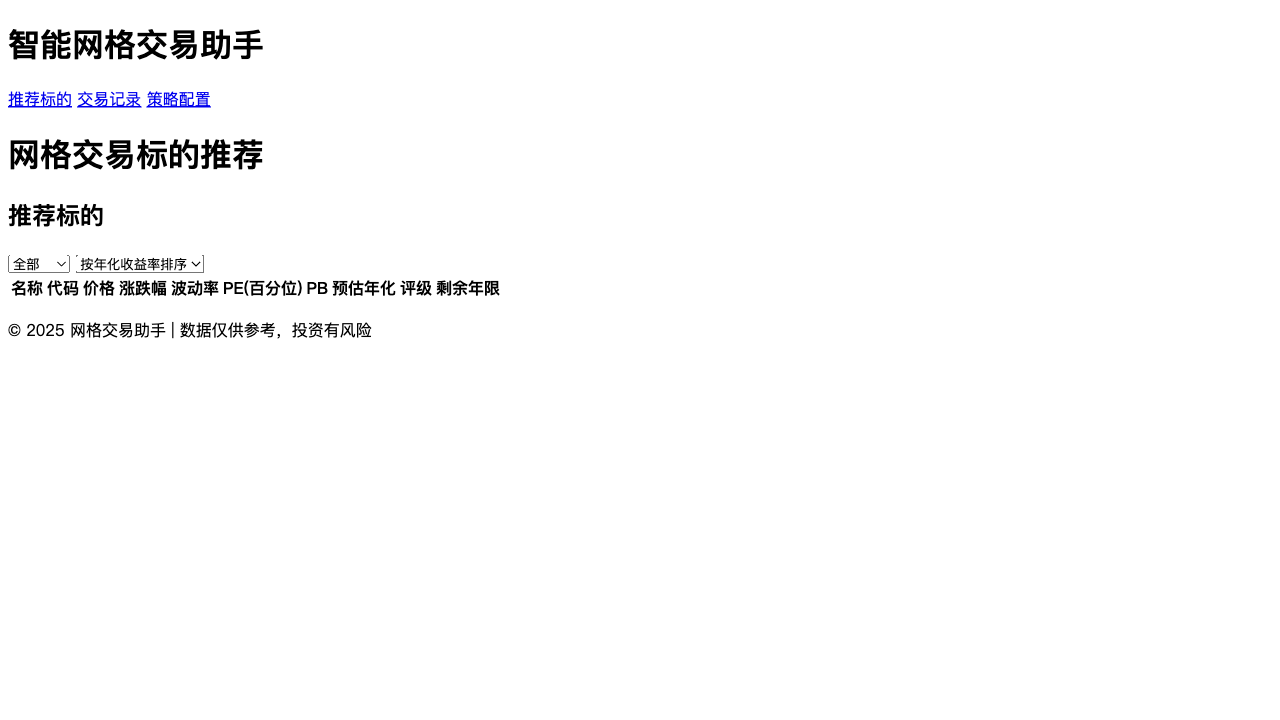 智能网格交易助手
推荐标的 交易记录 策略配置
网格交易标的推荐
推荐标的
全部 按年化收益率排序
名称 代码 价格 涨跌幅 波动率 PE(百分位) PB 预估年化 评级 剩余年限
© 2025 网格交易助手 | 数据仅供参考，投资有风险